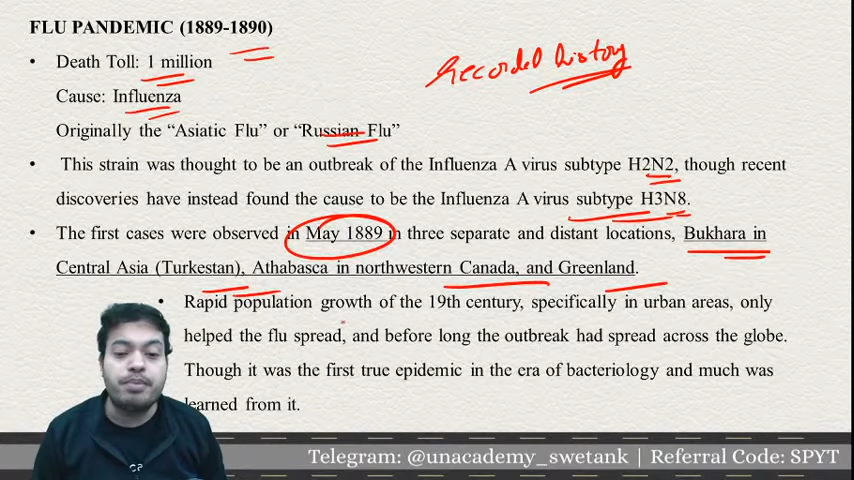 FLU PANDEMIC (1889-1890)
• Death Toll: 1 million
Recorded history
Cause: Influenza
Originally the “Asiatic Flu” or “Russian Flu”
• This strain was thought to be an outbreak of the Influenza A virus subtype H2N2, though recent
discoveries have instead found the cause to be the Influenza A virus subtype H3N8.
• The first cases were observed in May 1889 in three separate and distant locations, Bukhara in
Central Asia (Turkestan), Athabasca in northwestern Canada, and Greenland.
• Rapid population growth of the 19th century, specifically in urban areas, only
helped the flu spread, and before long the outbreak had spread across the globe.
Though it was the first true epidemic in the era of bacteriology and much was
learned from it.
CP
Telegram: @unacademy_swetank | Referral Code: SPYT